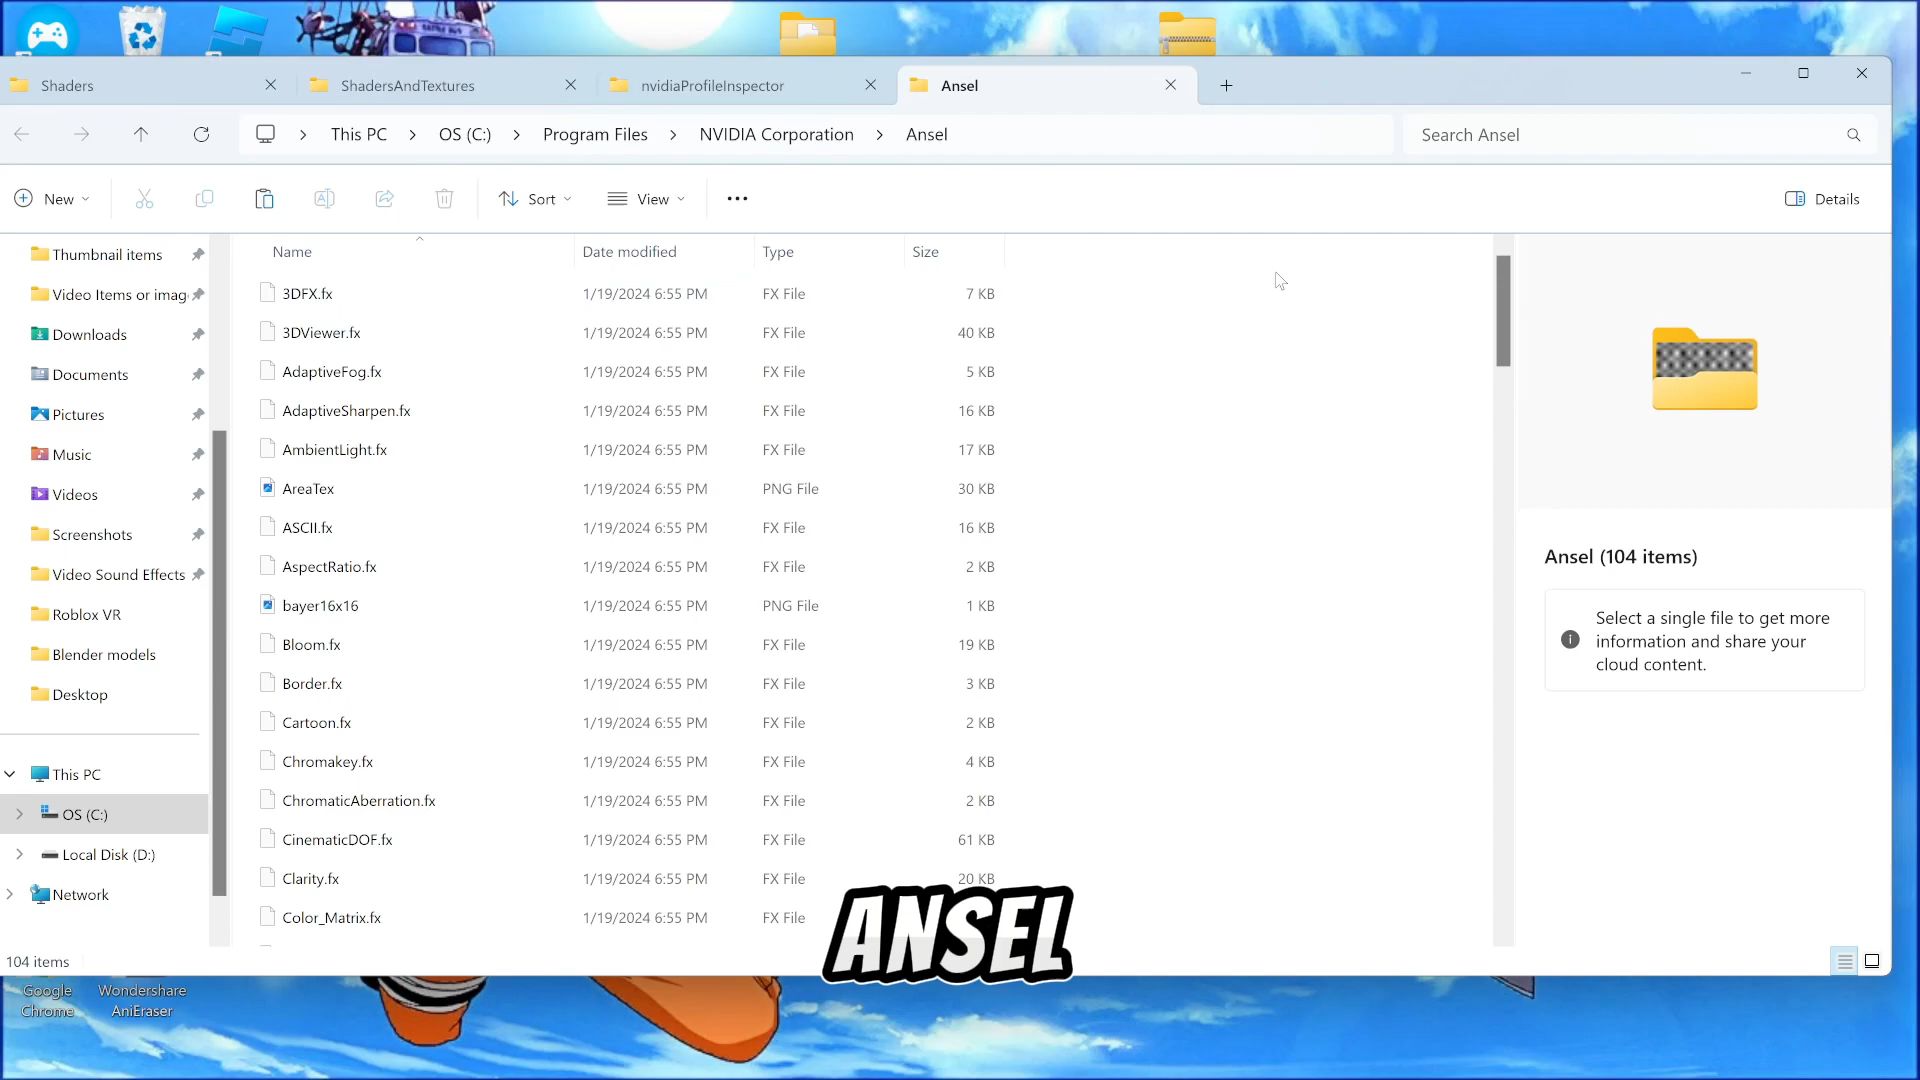 Shaders
ShadersAndTextures
nvidiaProfileInspector
Ansel
This PC > OS (C:) > Program Files > NVIDIA Corporation > Ansel
Search Ansel
New
Sort
View
Details
Thumbnail items
Video Items or imag
Downloads
Documents
Pictures
Music
Videos
Screenshots
Video Sound Effects
Roblox VR
Blender models
Desktop
This PC
OS (C:)
Local Disk (D:)
Network
Name Date modified Type Size
3DFX.fx 1/19/2024 6:55 PM FX File 7 KB
3DViewer.fx 1/19/2024 6:55 PM FX File 40 KB
AdaptiveFog.fx 1/19/2024 6:55 PM FX File 5 KB
AdaptiveSharpen.fx 1/19/2024 6:55 PM FX File 16 KB
AmbientLight.fx 1/19/2024 6:55 PM FX File 17 KB
AreaTex 1/19/2024 6:55 PM PNG File 30 KB
ASCII.fx 1/19/2024 6:55 PM FX File 16 KB
AspectRatio.fx 1/19/2024 6:55 PM FX File 2 KB
bayer16x16 1/19/2024 6:55 PM PNG File 1 KB
Bloom.fx 1/19/2024 6:55 PM FX File 19 KB
Border.fx 1/19/2024 6:55 PM FX File 3 KB
Cartoon.fx 1/19/2024 6:55 PM FX File 2 KB
Chromakey.fx 1/19/2024 6:55 PM FX File 4 KB
ChromaticAberration.fx 1/19/2024 6:55 PM FX File 2 KB
CinematicDOF.fx 1/19/2024 6:55 PM FX File 61 KB
Clarity.fx 1/19/2024 6:55 PM FX File 20 KB
Color_Matrix.fx 1/19/2024 6:55 PM FX File
Ansel (104 items)
Select a single file to get more
information and share your
cloud content.
ANSEL
104 items
Google
Chrome
Wondershare
AniEraser